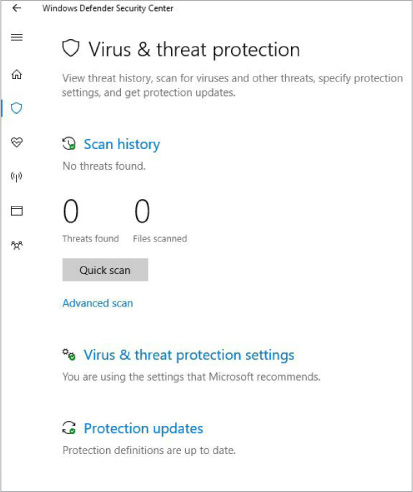 Windows Defender Security Center
Virus & threat protection
View threat history, scan for viruses and other threats, specify protection
settings, and get protection updates.
Scan history
No threats found.
0 0
Threats found Files scanned
Quick scan
Advanced scan
Virus & threat protection settings
You are using the settings that Microsoft recommends.
Protection updates
Protection definitions are up to date.